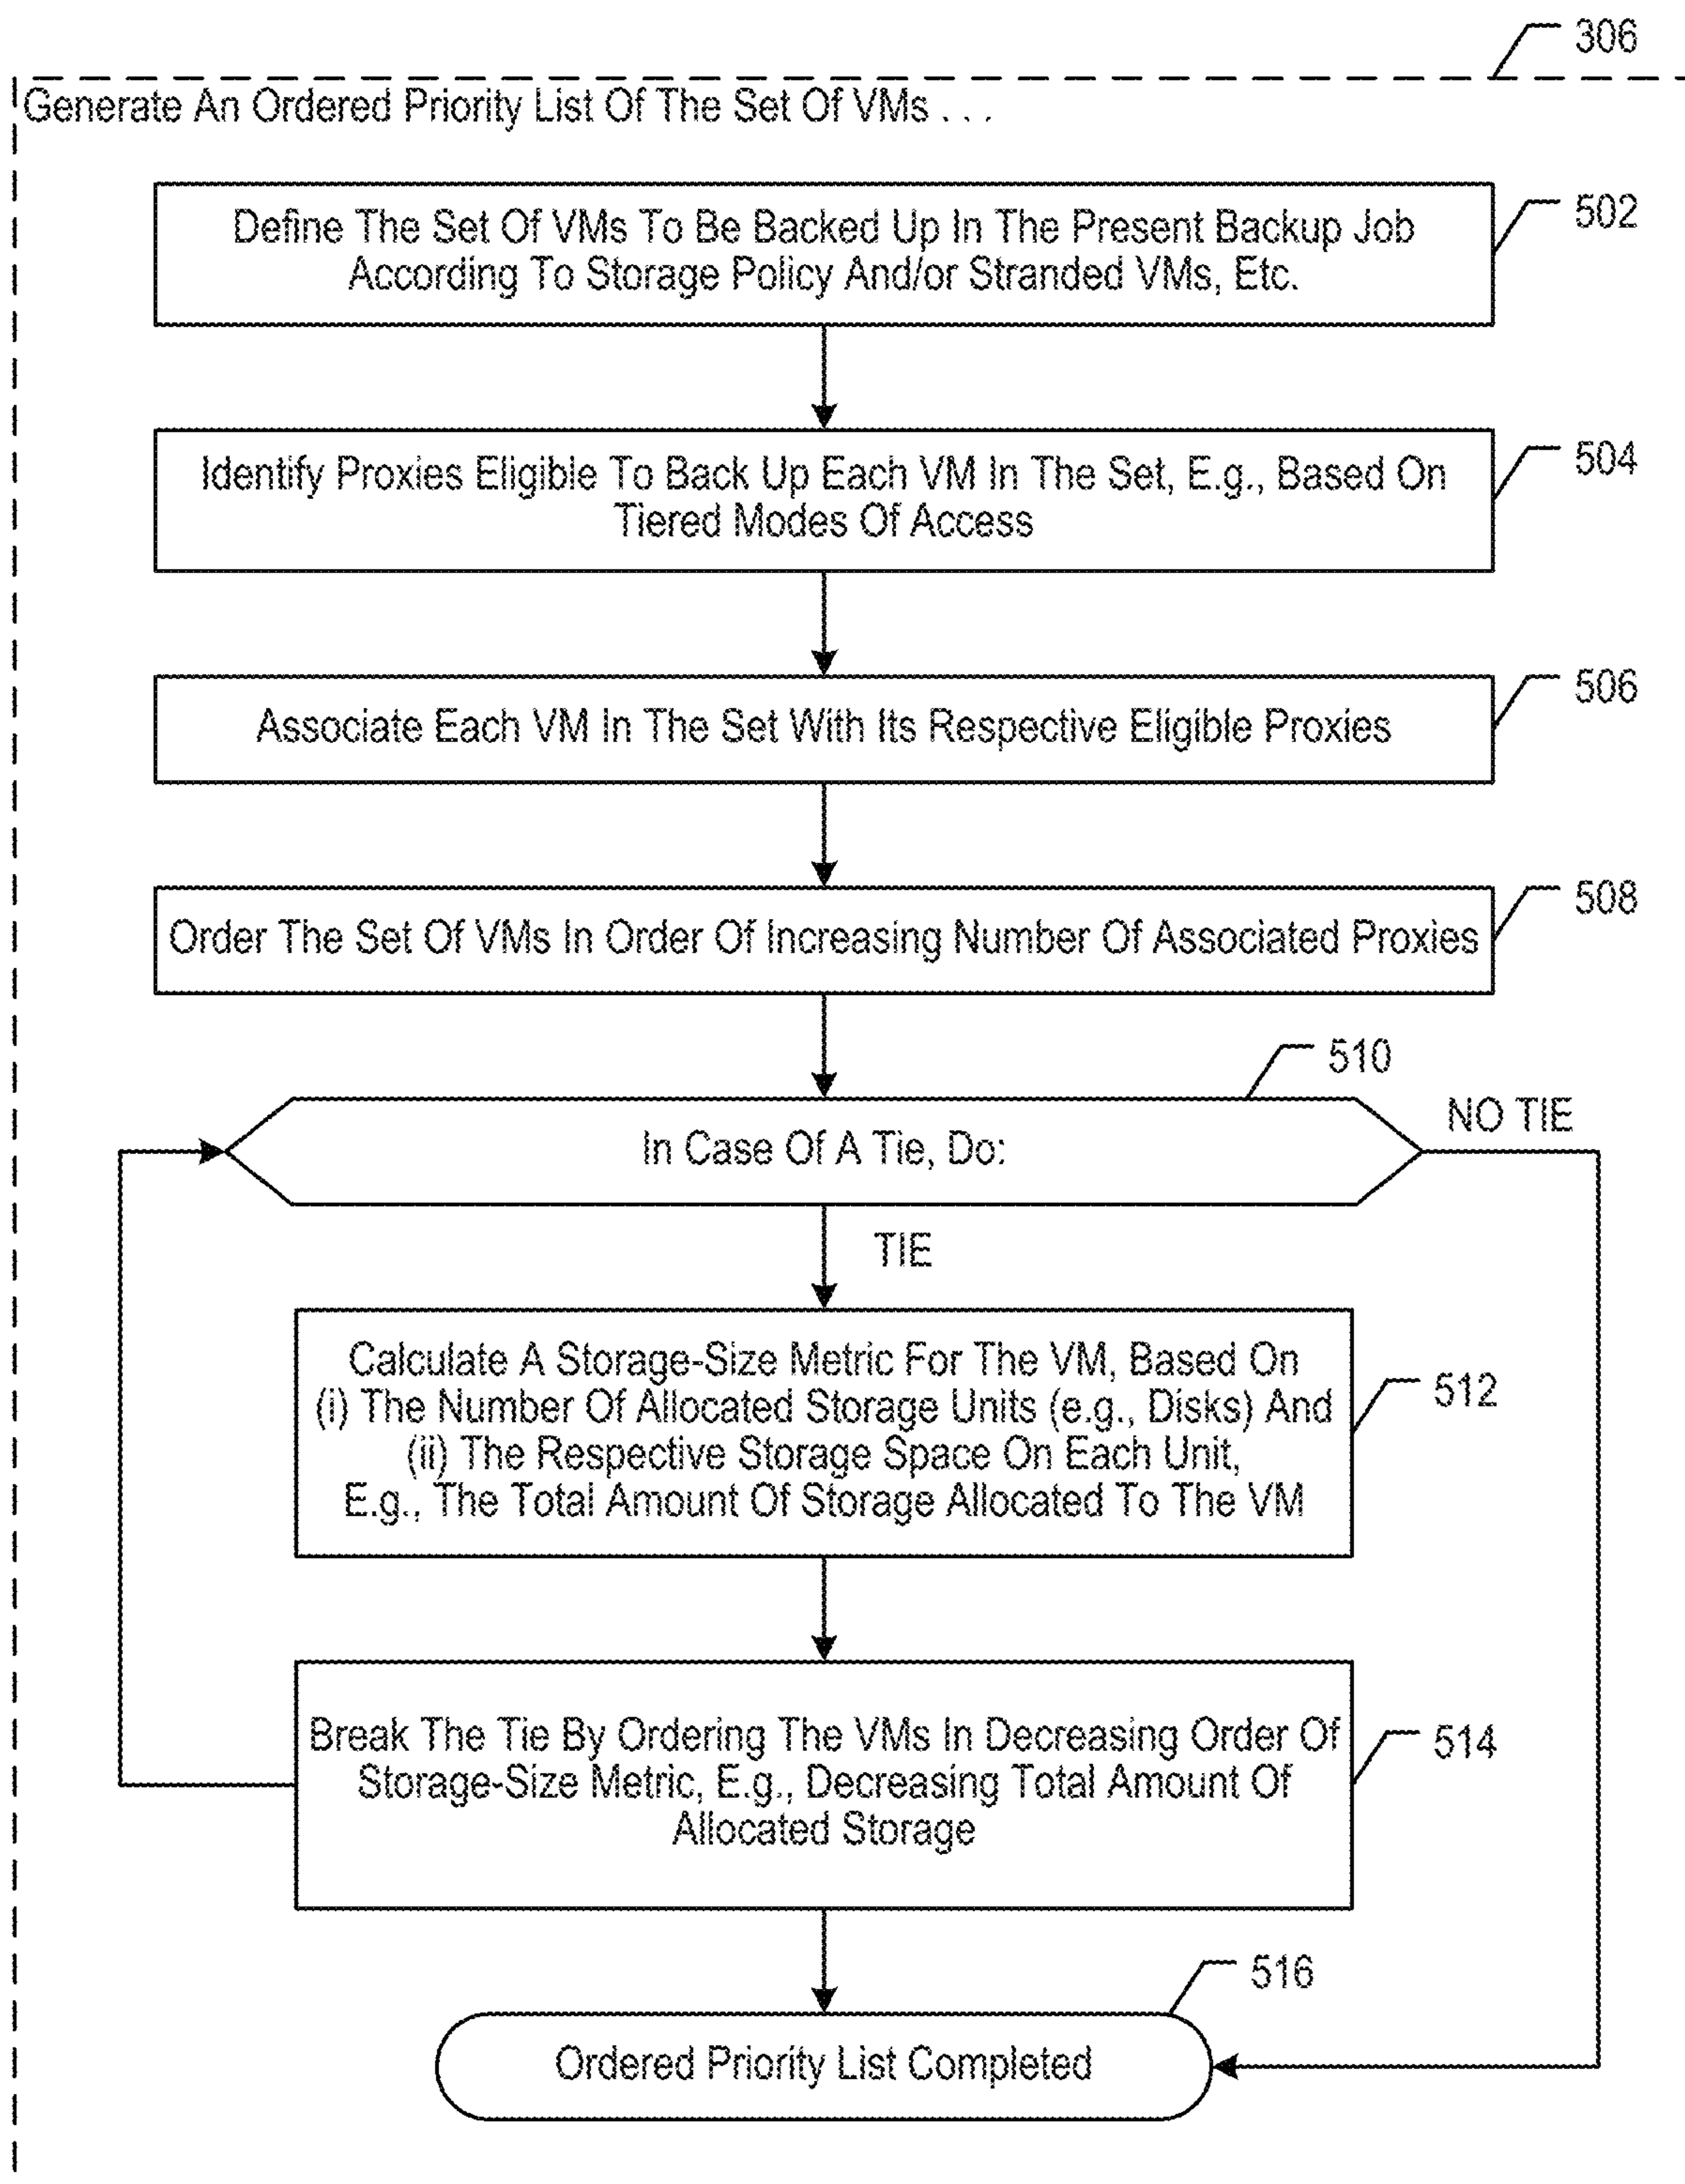 306
Generate An Ordered Priority List Of The Set Of VMs . . .
Define The Set Of VMs To Be Backed Up In The Present Backup Job
According To Storage Policy And/or Stranded VMs, Etc.
502
Identify Proxies Eligible To Back Up Each VM In The Set, E.g., Based On
Tiered Modes Of Access
504
Associate Each VM In The Set With Its Respective Eligible Proxies
506
Order The Set Of VMs In Order Of Increasing Number Of Associated Proxies
508
510
In Case Of A Tie, Do:
NO TIE
TIE
Calculate A Storage-Size Metric For The VM, Based On
(i) The Number Of Allocated Storage Units (e.g., Disks) And
(ii) The Respective Storage Space On Each Unit,
E.g., The Total Amount Of Storage Allocated To The VM
512
Break The Tie By Ordering The VMs In Decreasing Order Of
Storage-Size Metric, E.g., Decreasing Total Amount Of
Allocated Storage
514
516
Ordered Priority List Completed